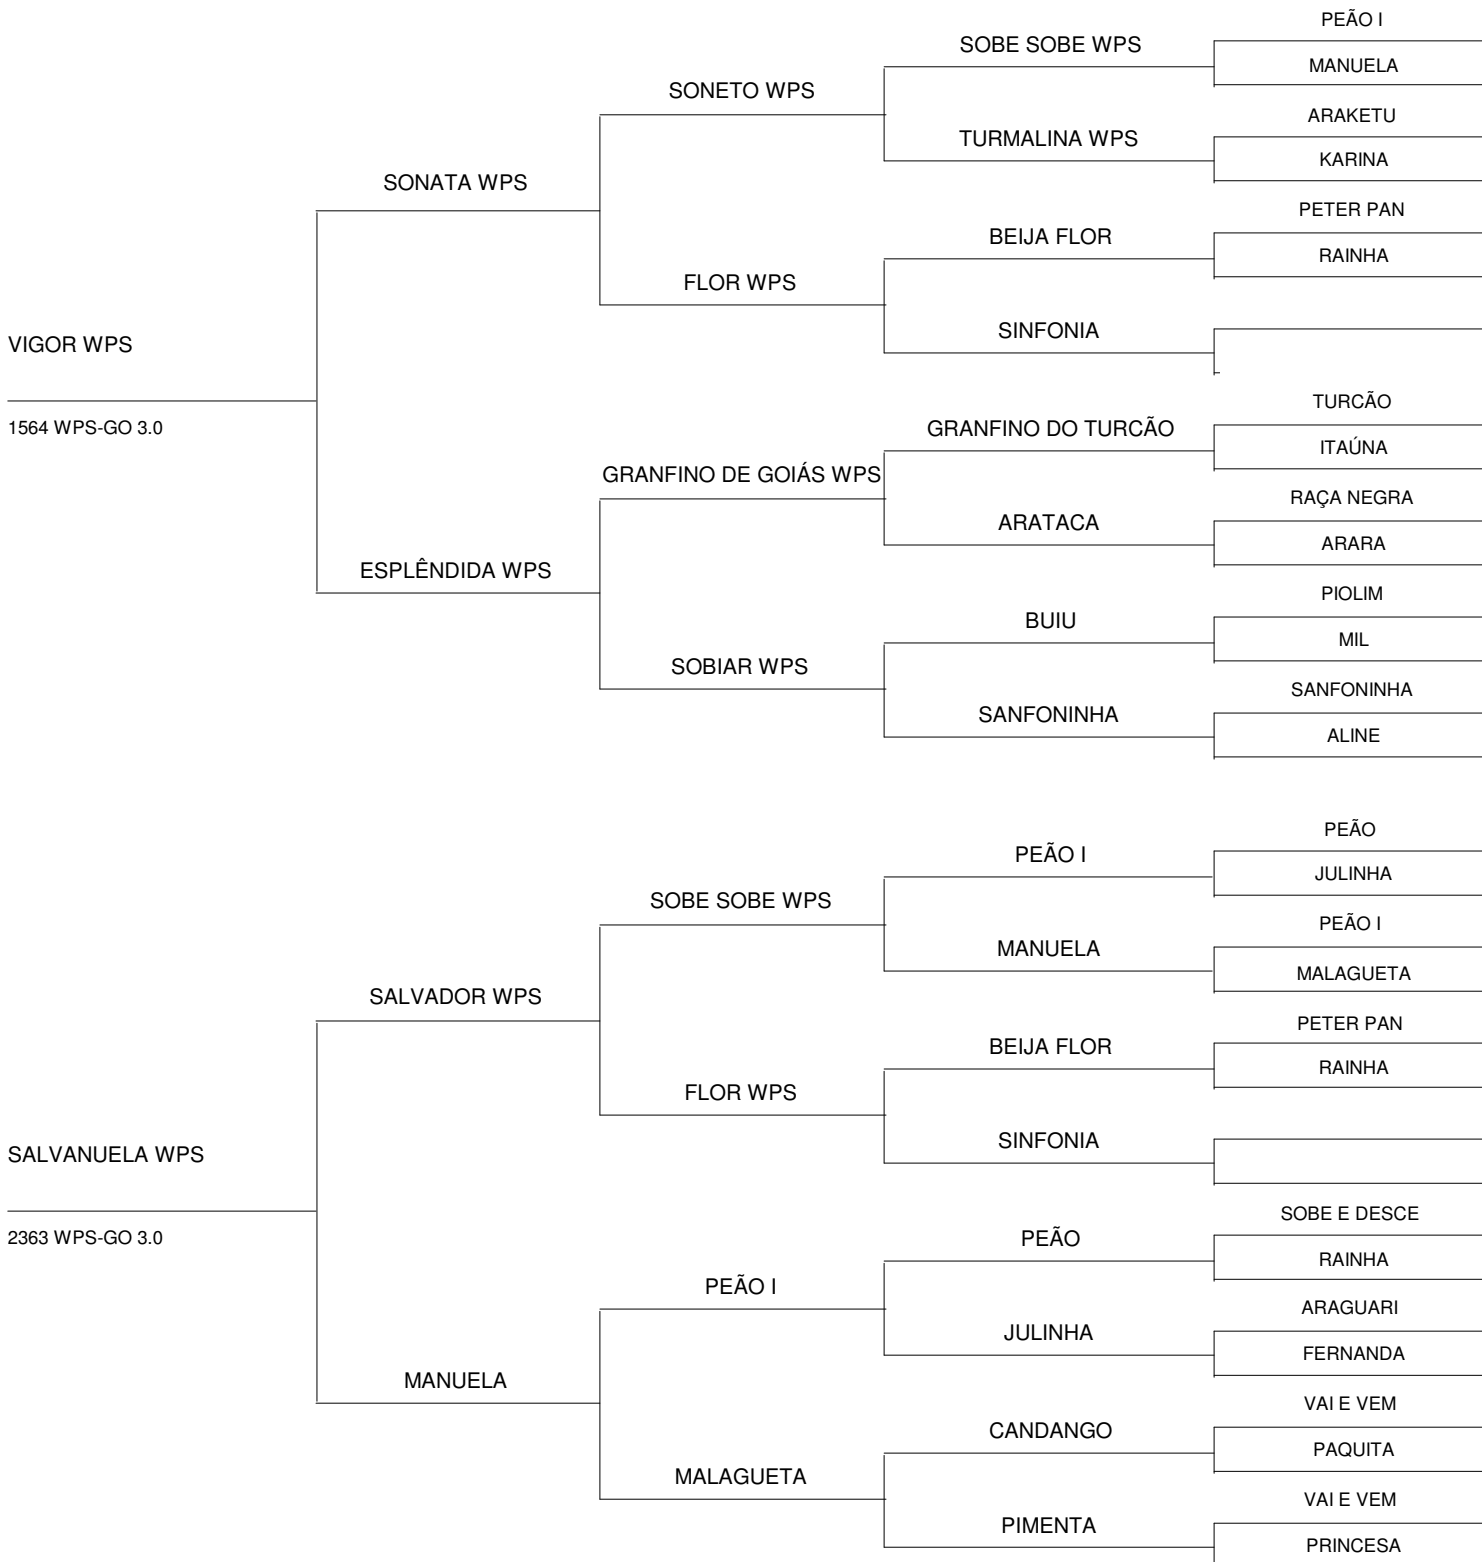 PEÃO I
SOBE SOBE WPS
MANUELA
SONETO WPS
ARAKETU
TURMALINA WPS
KARINA
SONATA WPS
PETER PAN
BEIJA FLOR
RAINHA
FLOR WPS
SINFONIA
VIGOR WPS
1564 WPS-GO 3.0
TURCÃO
GRANFINO DO TURCÃO
ITAÚNA
GRANFINO DE GOIÁS WPS
RAÇA NEGRA
ARATACA
ARARA
ESPLÊNDIDA WPS
PIOLIM
BUIU
MIL
SOBIAR WPS
SANFONINHA
SANFONINHA
ALINE
PEÃO
PEÃO I
JULINHA
SOBE SOBE WPS
PEÃO I
MANUELA
MALAGUETA
SALVADOR WPS
PETER PAN
BEIJA FLOR
RAINHA
FLOR WPS
SINFONIA
SALVANUELA WPS
2363 WPS-GO 3.0
SOBE E DESCE
PEÃO
RAINHA
PEÃO I
ARAGUARI
JULINHA
FERNANDA
MANUELA
VAI E VEM
CANDANGO
PAQUITA
MALAGUETA
VAI E VEM
PIMENTA
PRINCESA